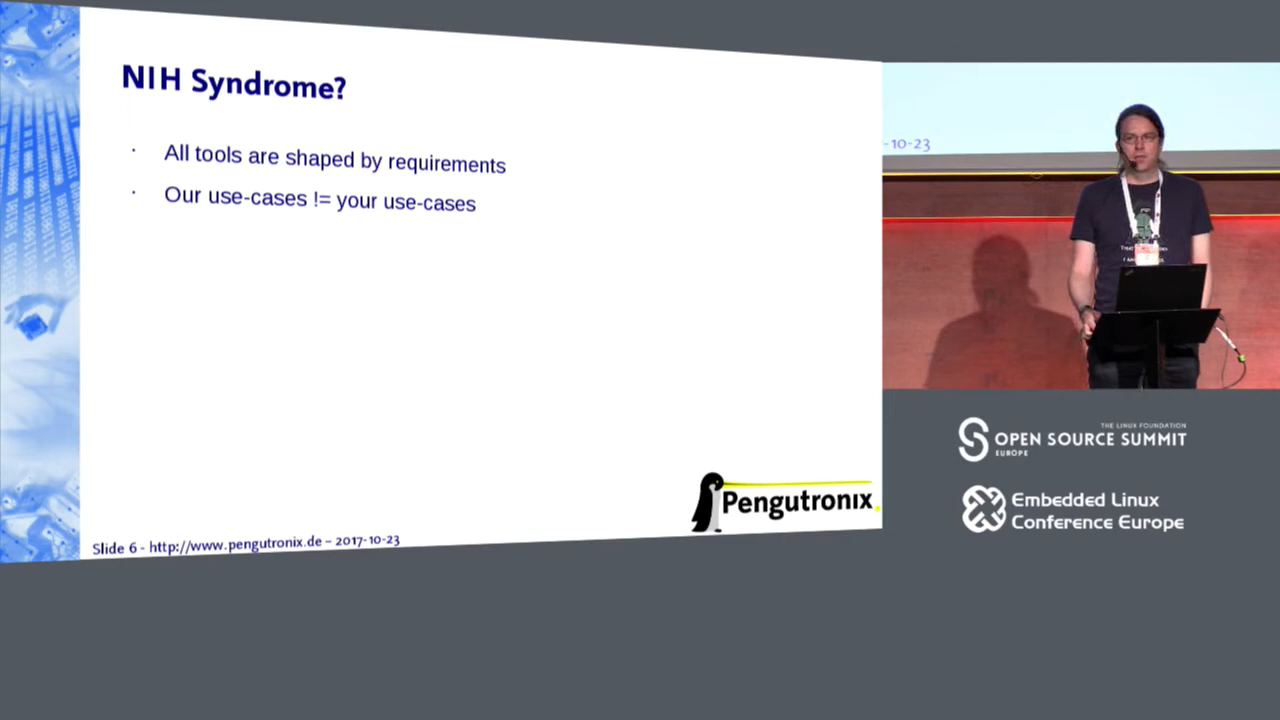 NIH Syndrome?
· All tools are shaped by requirements
· Our use-cases != your use-cases
Pengutronix
Slide 6 - http://www.pengutronix.de – 2017-10-23
-10-23
THE LINUX FOUNDATION
OPEN SOURCE SUMMIT
EUROPE
Embedded Linux
Conference Europe